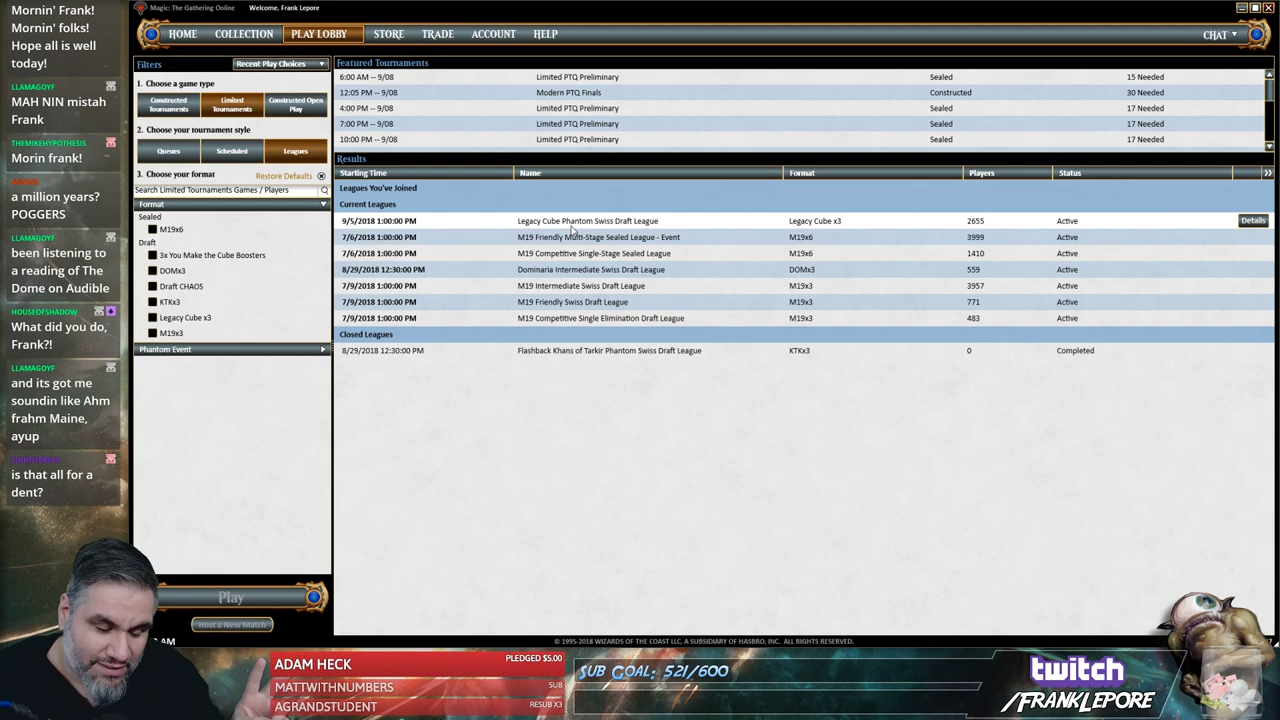 Mornin' Frank!
Mornin' folks!
Hope all is well
today!
LLAMAGOYF
MAH NIN mistah
Frank
THEMIKEHYPOTHESIS
Morin frank!
a million years?
POGGERS
LLAMAGOYF
been listening to
a reading of The
Dome on Audible
HOUSEOFSHADOW
What did you do,
Frank?!
LLAMAGOYF
and its got me
soundin like Ahm
frahm Maine,
ayup
is that all for a
dent?
Magic: The Gathering Online Welcome, Frank Lepore
HOME COLLECTION PLAY LOBBY STORE TRADE ACCOUNT HELP CHAT
Filters Recent Play Choices
1. Choose a game type
Constructed Tournaments Limited Tournaments Constructed Open Play
2. Choose your tournament style
Queues Scheduled Leagues
3. Choose your format Restore Defaults
Search Limited Tournaments Games / Players
Format
Sealed
M19x6
Draft
3x You Make the Cube Boosters
DOMx3
Draft CHAOS
KTKx3
Legacy Cube x3
M19x3
Phantom Event
Play
Host a New Match
AM
Featured Tournaments
6:00 AM -- 9/08 Limited PTQ Preliminary Sealed 15 Needed
12:05 PM -- 9/08 Modern PTQ Finals Constructed 30 Needed
4:00 PM -- 9/08 Limited PTQ Preliminary Sealed 17 Needed
7:00 PM -- 9/08 Limited PTQ Preliminary Sealed 17 Needed
10:00 PM -- 9/08 Limited PTQ Preliminary Sealed 17 Needed
Results
Starting Time Name Format Players Status
Leagues You've Joined
Current Leagues
9/5/2018 1:00:00 PM Legacy Cube Phantom Swiss Draft League Legacy Cube x3 2655 Active Details
7/6/2018 1:00:00 PM M19 Friendly Multi-Stage Sealed League - Event M19x6 3999 Active
7/6/2018 1:00:00 PM M19 Competitive Single-Stage Sealed League M19x6 1410 Active
8/29/2018 12:30:00 PM Dominaria Intermediate Swiss Draft League DOMx3 559 Active
7/9/2018 1:00:00 PM M19 Intermediate Swiss Draft League M19x3 3957 Active
7/9/2018 1:00:00 PM M19 Friendly Swiss Draft League M19x3 771 Active
7/9/2018 1:00:00 PM M19 Competitive Single Elimination Draft League M19x3 483 Active
Closed Leagues
8/29/2018 12:30:00 PM Flashback Khans of Tarkir Phantom Swiss Draft League KTKx3 0 Completed
© 1995-2018 WIZARDS OF THE COAST LLC, A SUBSIDIARY OF HASBRO, INC. ALL RIGHTS RESERVED.
ADAM HECK PLEDGED $5.00
MATTWITHNUMBERS SUB
AGRANDSTUDENT RESUB X3
SUB GOAL: 521/600
twitch
/FRANKLEPORE